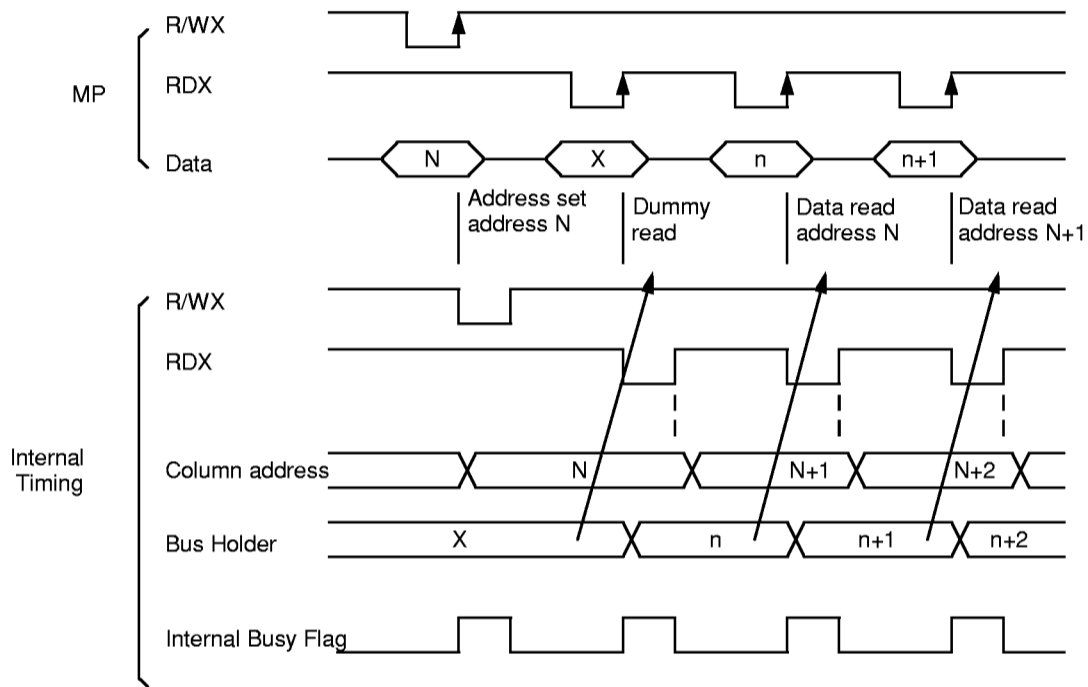 MP
R/WX
RDX
Data
N
X
n
n+1
Address set
address N
Dummy
read
Data read
address N
Data read
address N+1
Internal
Timing
R/WX
RDX
Column address
N
N+1
N+2
Bus Holder
X
n
n+1
n+2
Internal Busy Flag